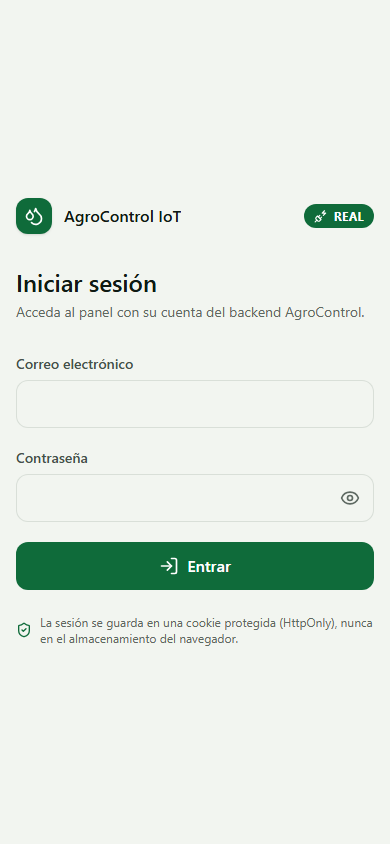 AgroControl IoT
REAL
Iniciar sesión
Acceda al panel con su cuenta del backend AgroControl.
Correo electrónico
Contraseña
Entrar
La sesión se guarda en una cookie protegida (HttpOnly), nunca
en el almacenamiento del navegador.